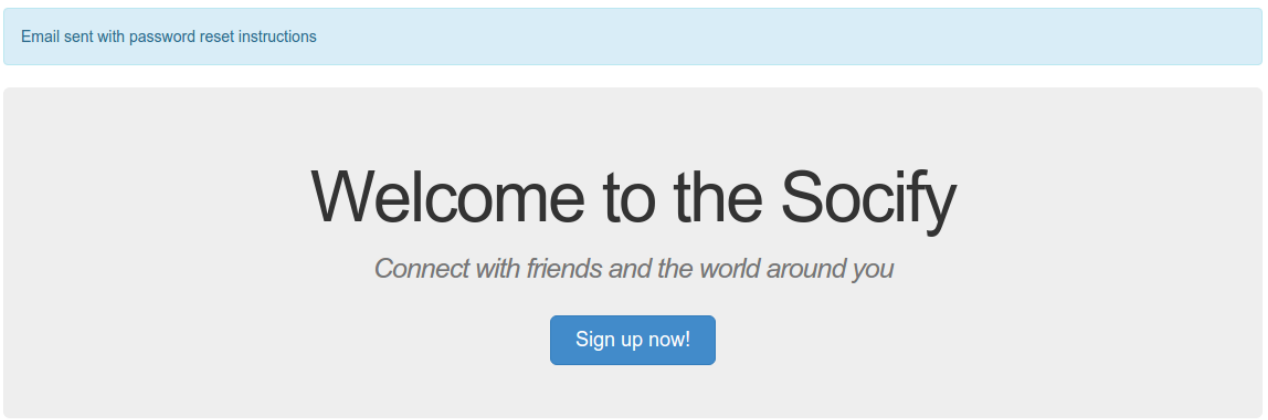 Email sent with password reset instructions
Welcome to the Socify
Connect with friends and the world around you
Sign up now!